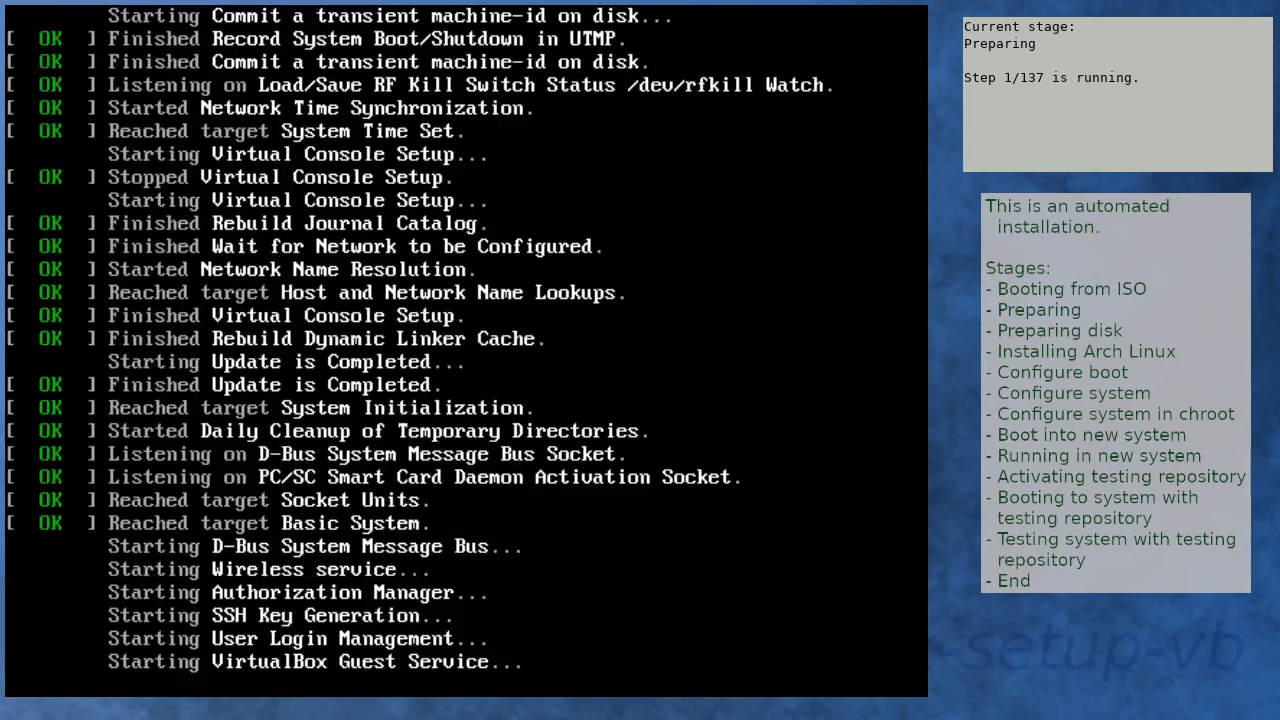 Starting Commit a transient machine-id on disk...
[  OK  ] Finished Record System Boot/Shutdown in UTMP.
[  OK  ] Finished Commit a transient machine-id on disk.
[  OK  ] Listening on Load/Save RF Kill Switch Status /dev/rfkill Watch.
[  OK  ] Started Network Time Synchronization.
[  OK  ] Reached target System Time Set.
Starting Virtual Console Setup...
[  OK  ] Stopped Virtual Console Setup.
Starting Virtual Console Setup...
[  OK  ] Finished Rebuild Journal Catalog.
[  OK  ] Finished Wait for Network to be Configured.
[  OK  ] Started Network Name Resolution.
[  OK  ] Reached target Host and Network Name Lookups.
[  OK  ] Finished Virtual Console Setup.
[  OK  ] Finished Rebuild Dynamic Linker Cache.
Starting Update is Completed...
[  OK  ] Finished Update is Completed.
[  OK  ] Reached target System Initialization.
[  OK  ] Started Daily Cleanup of Temporary Directories.
[  OK  ] Listening on D-Bus System Message Bus Socket.
[  OK  ] Listening on PC/SC Smart Card Daemon Activation Socket.
[  OK  ] Reached target Socket Units.
[  OK  ] Reached target Basic System.
Starting D-Bus System Message Bus...
Starting Wireless service...
Starting Authorization Manager...
Starting SSH Key Generation...
Starting User Login Management...
Starting VirtualBox Guest Service...
Current stage:
Preparing
Step 1/137 is running.
This is an automated
installation.
Stages:
- Booting from ISO
- Preparing
- Preparing disk
- Installing Arch Linux
- Configure boot
- Configure system
- Configure system in chroot
- Boot into new system
- Running in new system
- Activating testing repository
- Booting to system with
testing repository
- Testing system with testing
repository
- End
-setup-vb